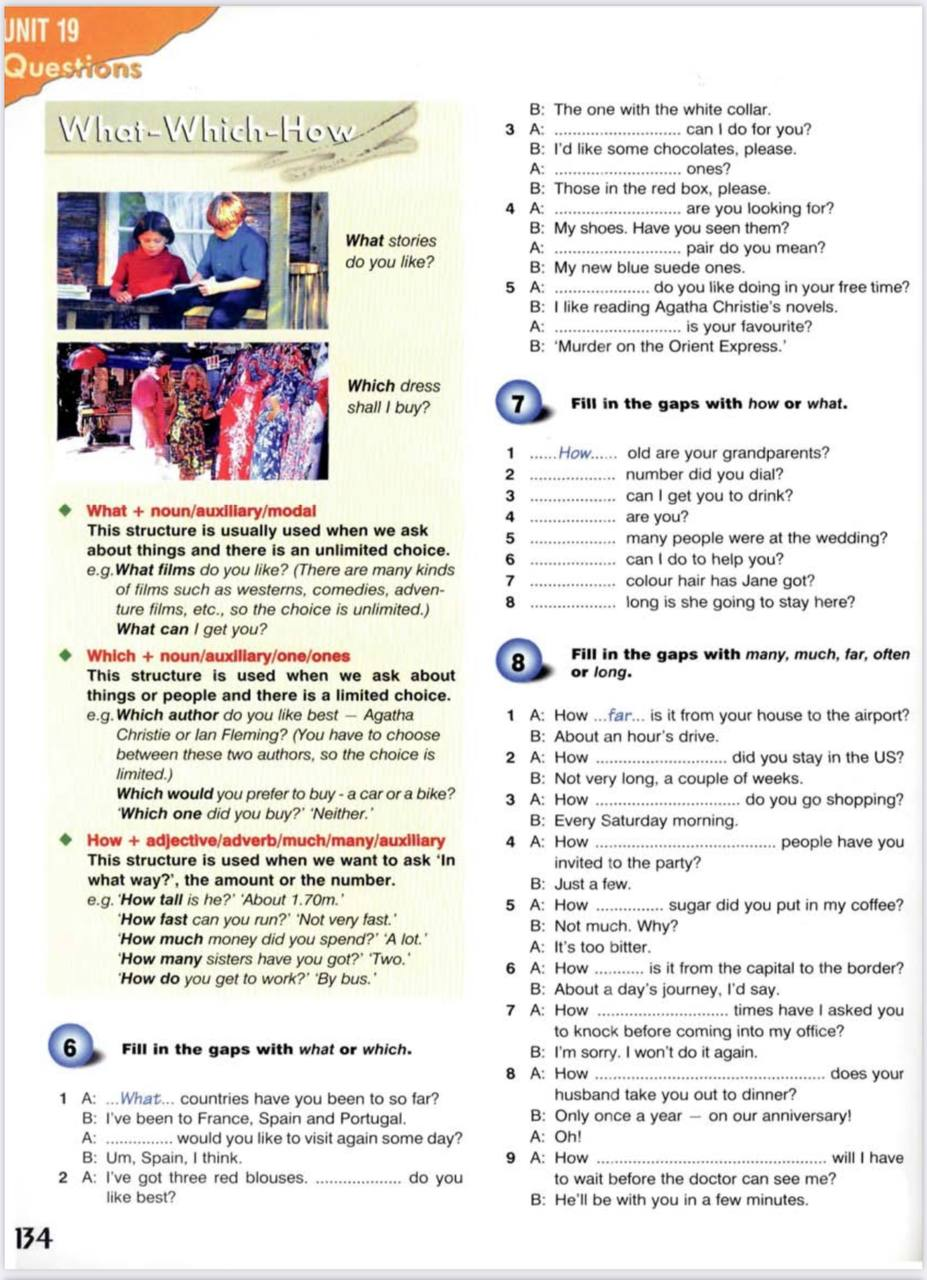 UNIT 19
Questions
What-Which-How
What stories
do you like?
Which dress
shall I buy?
◆ What + noun/auxiliary/modal
This structure is usually used when we ask
about things and there is an unlimited choice.
e.g. What films do you like? (There are many kinds
of films such as westerns, comedies, adven-
ture films, etc., so the choice is unlimited.)
What can I get you?
◆ Which + noun/auxiliary/one/ones
This structure is used when we ask about
things or people and there is a limited choice.
e.g. Which author do you like best — Agatha
Christie or Ian Fleming? (You have to choose
between these two authors, so the choice is
limited.)
Which would you prefer to buy - a car or a bike?
'Which one did you buy?' 'Neither.'
◆ How + adjective/adverb/much/many/auxiliary
This structure is used when we want to ask 'In
what way?', the amount or the number.
e.g. 'How tall is he?' 'About 1.70m.'
'How fast can you run?' 'Not very fast.'
'How much money did you spend?' 'A lot.'
'How many sisters have you got?' 'Two.'
'How do you get to work?' 'By bus.'
6 Fill in the gaps with what or which.
1 A: ...What... countries have you been to so far?
B: I've been to France, Spain and Portugal.
A: ............... would you like to visit again some day?
B: Um, Spain, I think.
2 A: I've got three red blouses. ................... do you
like best?
134
B: The one with the white collar.
3 A: ............................ can I do for you?
B: I'd like some chocolates, please.
A: ............................ ones?
B: Those in the red box, please.
4 A: ............................ are you looking for?
B: My shoes. Have you seen them?
A: ............................ pair do you mean?
B: My new blue suede ones.
5 A: ..................... do you like doing in your free time?
B: I like reading Agatha Christie's novels.
A: ............................ is your favourite?
B: 'Murder on the Orient Express.'
7 Fill in the gaps with how or what.
1 ......How...... old are your grandparents?
2 ................... number did you dial?
3 ................... can I get you to drink?
4 ................... are you?
5 ................... many people were at the wedding?
6 ................... can I do to help you?
7 ................... colour hair has Jane got?
8 ................... long is she going to stay here?
8 Fill in the gaps with many, much, far, often
or long.
1 A: How ...far... is it from your house to the airport?
B: About an hour's drive.
2 A: How ............................. did you stay in the US?
B: Not very long, a couple of weeks.
3 A: How ................................ do you go shopping?
B: Every Saturday morning.
4 A: How ........................................ people have you
invited to the party?
B: Just a few.
5 A: How ............... sugar did you put in my coffee?
B: Not much. Why?
A: It's too bitter.
6 A: How ........... is it from the capital to the border?
B: About a day's journey, I'd say.
7 A: How ............................. times have I asked you
to knock before coming into my office?
B: I'm sorry. I won't do it again.
8 A: How ................................................... does your
husband take you out to dinner?
B: Only once a year — on our anniversary!
A: Oh!
9 A: How ................................................... will I have
to wait before the doctor can see me?
B: He'll be with you in a few minutes.